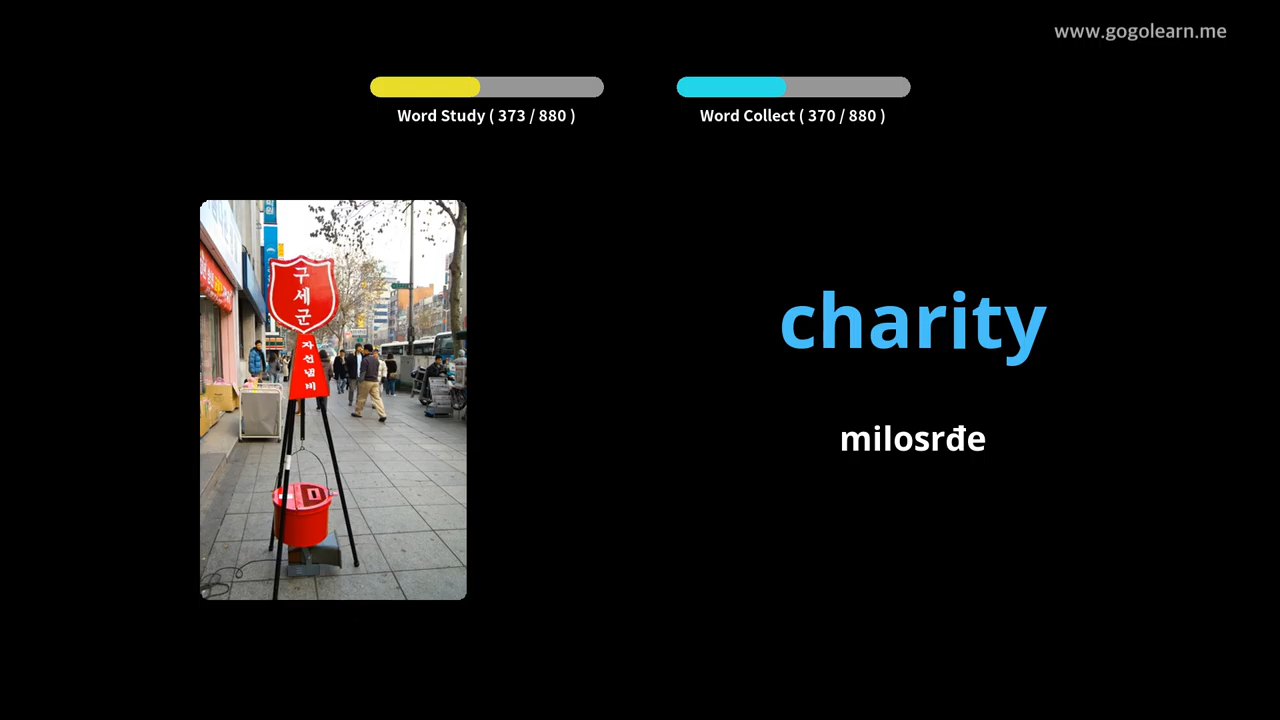 www.gogolearn.me
Word Study ( 373 / 880 )
Word Collect ( 370 / 880 )
구
세
군
자
선
냄
비
charity
milosrđe